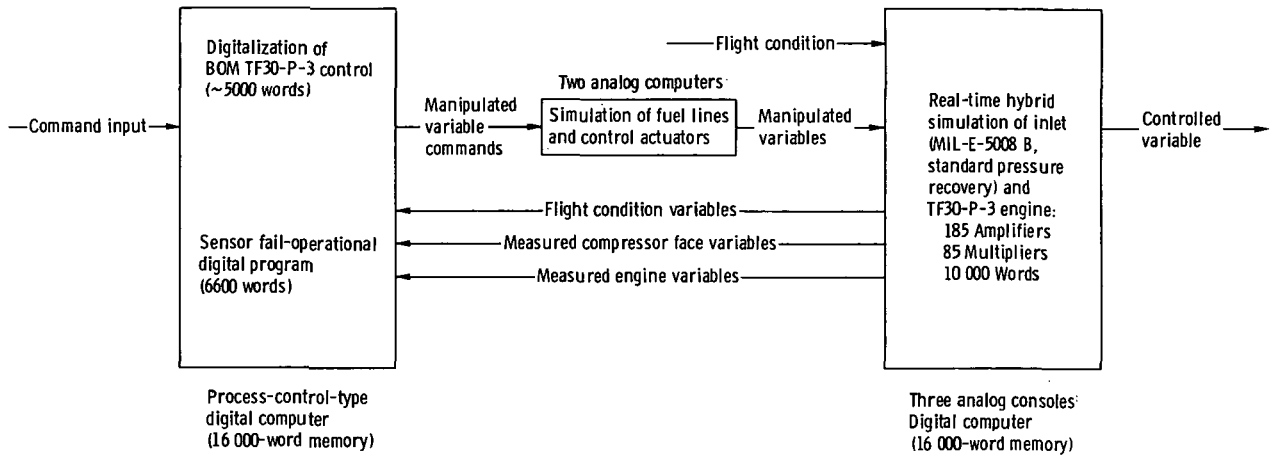 Digitalization of
BOM TF30-P-3 control
(~5000 words)
Command input
Sensor fail-operational
digital program
(6600 words)
Process-control-type
digital computer
(16 000-word memory)
Manipulated
variable
commands
Two analog computers
Simulation of fuel lines
and control actuators
Manipulated
variables
Flight condition
Flight condition variables
Measured compressor face variables
Measured engine variables
Real-time hybrid
simulation of inlet
(MIL-E-5008 B,
standard pressure
recovery) and
TF30-P-3 engine:
185 Amplifiers
85 Multipliers
10 000 Words
Three analog consoles
Digital computer
(16 000-word memory)
Controlled
variable